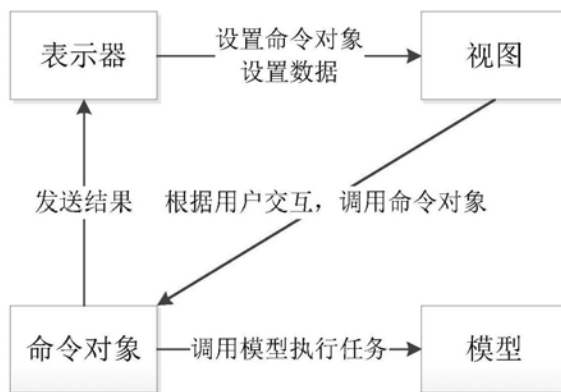 表示器
设置命令对象
设置数据
视图
发送结果
根据用户交互，调用命令对象
命令对象
调用模型执行任务
模型